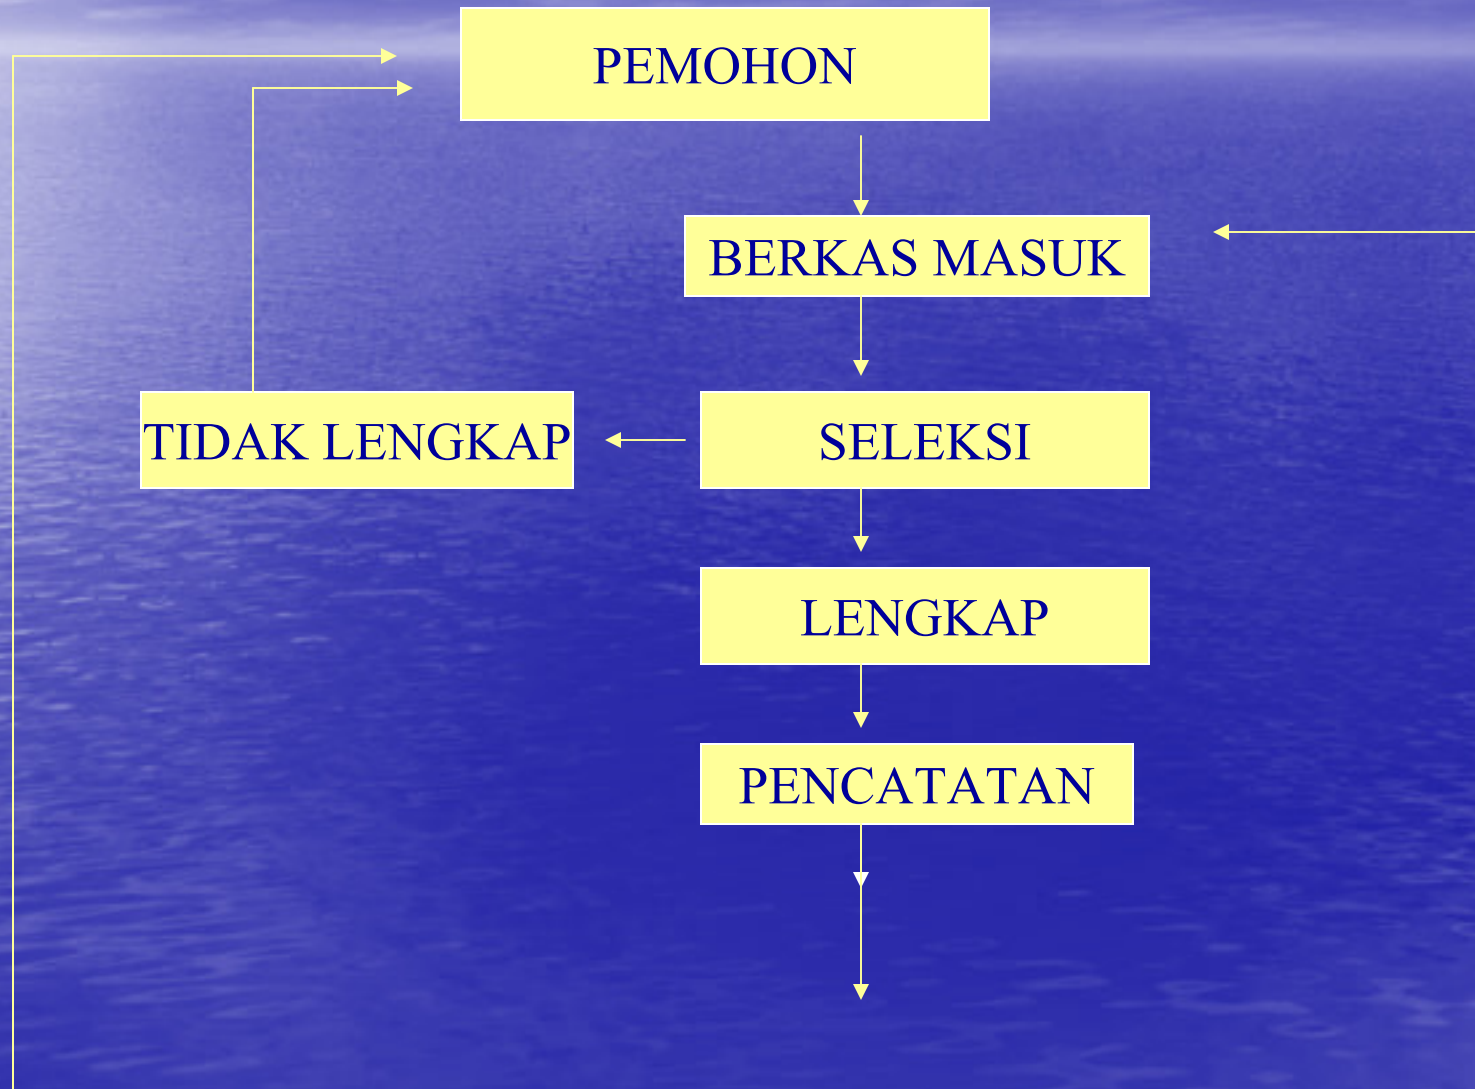 PEMOHON
BERKAS MASUK
TIDAK LENGKAP
SELEKSI
LENGKAP
PENCATATAN